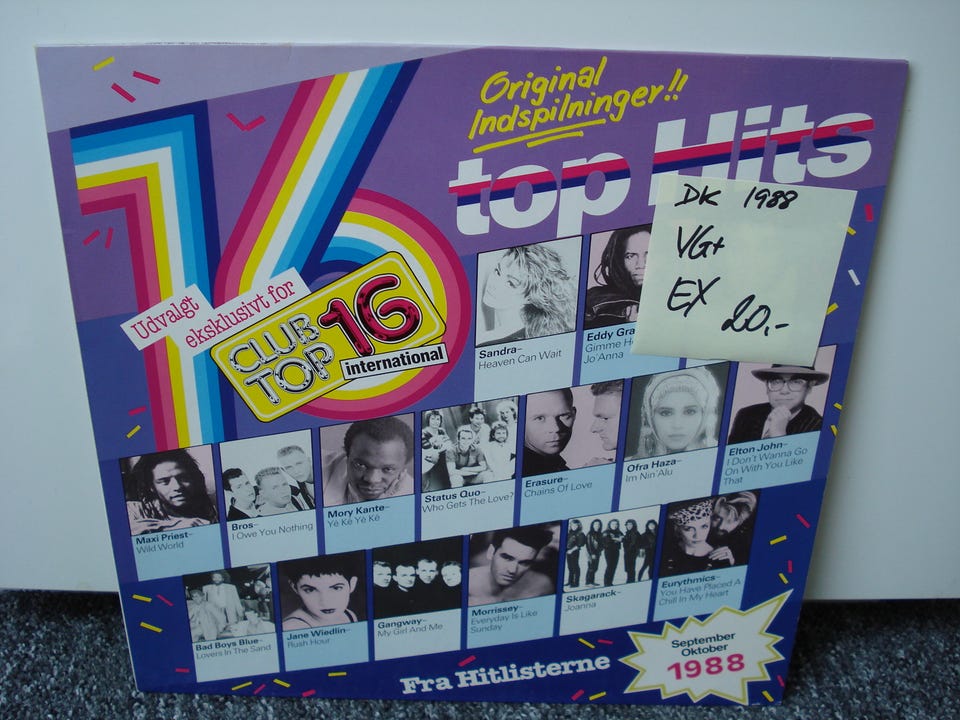 16
Original
Indspilninger!!
top Hits
DK 1988
VG+
EX 20,-
Udvalgt
eksklusivt for
CLUB
TOP 16
international
Sandra–
Heaven Can Wait
Eddy Gra
Gimme H
Jo'Anna
Maxi Priest–
Wild World
Bros–
I Owe You Nothing
Mory Kante–
Yé Ké Yé Ké
Status Quo–
Who Gets The Love?
Erasure–
Chains Of Love
Ofra Haza–
Im Nin'Alu
Elton John–
I Don't Wanna Go
On With You Like
That
Bad Boys Blue–
Lovers In The Sand
Jane Wiedlin–
Rush Hour
Gangway–
My Girl And Me
Morrissey–
Everyday Is Like
Sunday
Skagarack–
Joanna
Eurythmics–
You Have Placed A
Chill In My Heart
Fra Hitlisterne
September
Oktober
1988